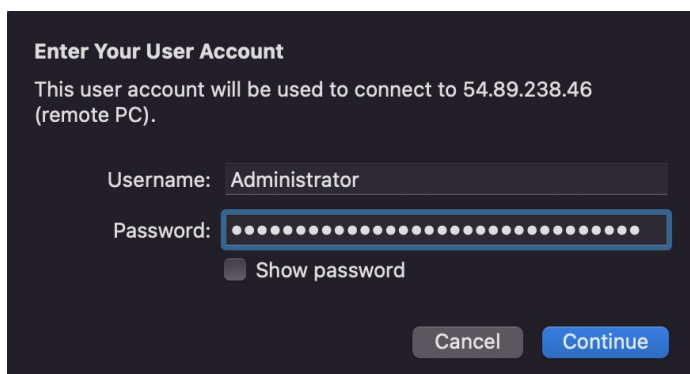 Enter Your User Account
This user account will be used to connect to 54.89.238.46
(remote PC).
Username: Administrator
Password: ••••••••••••••••••••••••••••••••
Show password
Cancel Continue